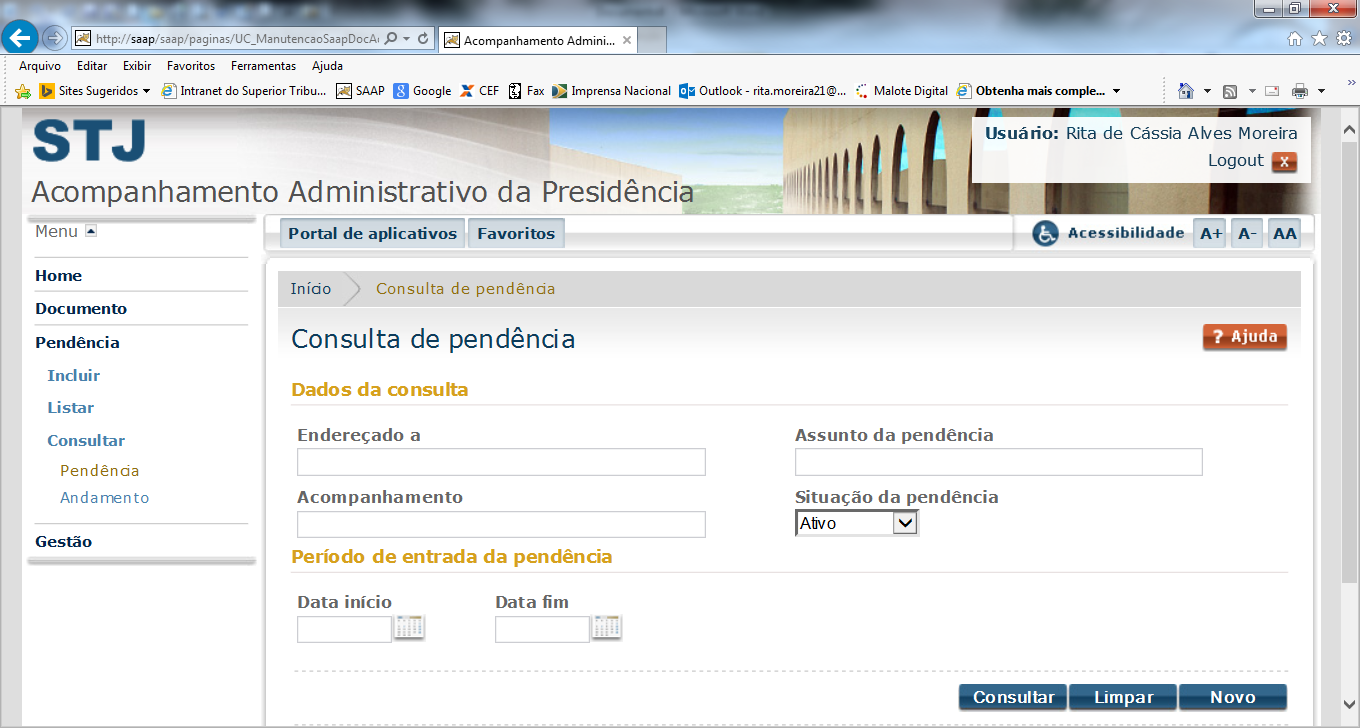 http://saap/saap/paginas/UC_ManutencaoSaapDocA
Acompanhamento Admini...
Arquivo Editar Exibir Favoritos Ferramentas Ajuda
Sites Sugeridos Intranet do Superior Tribu... SAAP Google CEF Fax Imprensa Nacional Outlook - rita.moreira21@... Malote Digital Obtenha mais comple... »
STJ
Usuário: Rita de Cássia Alves Moreira
Logout X
Acompanhamento Administrativo da Presidência
Menu
Portal de aplicativos Favoritos Acessibilidade A+ A- AA
Home
Documento
Pendência
Incluir
Listar
Consultar
Pendência
Andamento
Gestão
Início Consulta de pendência
Consulta de pendência
? Ajuda
Dados da consulta
Endereçado a Assunto da pendência
Acompanhamento Situação da pendência
Ativo
Período de entrada da pendência
Data início Data fim
Consultar Limpar Novo